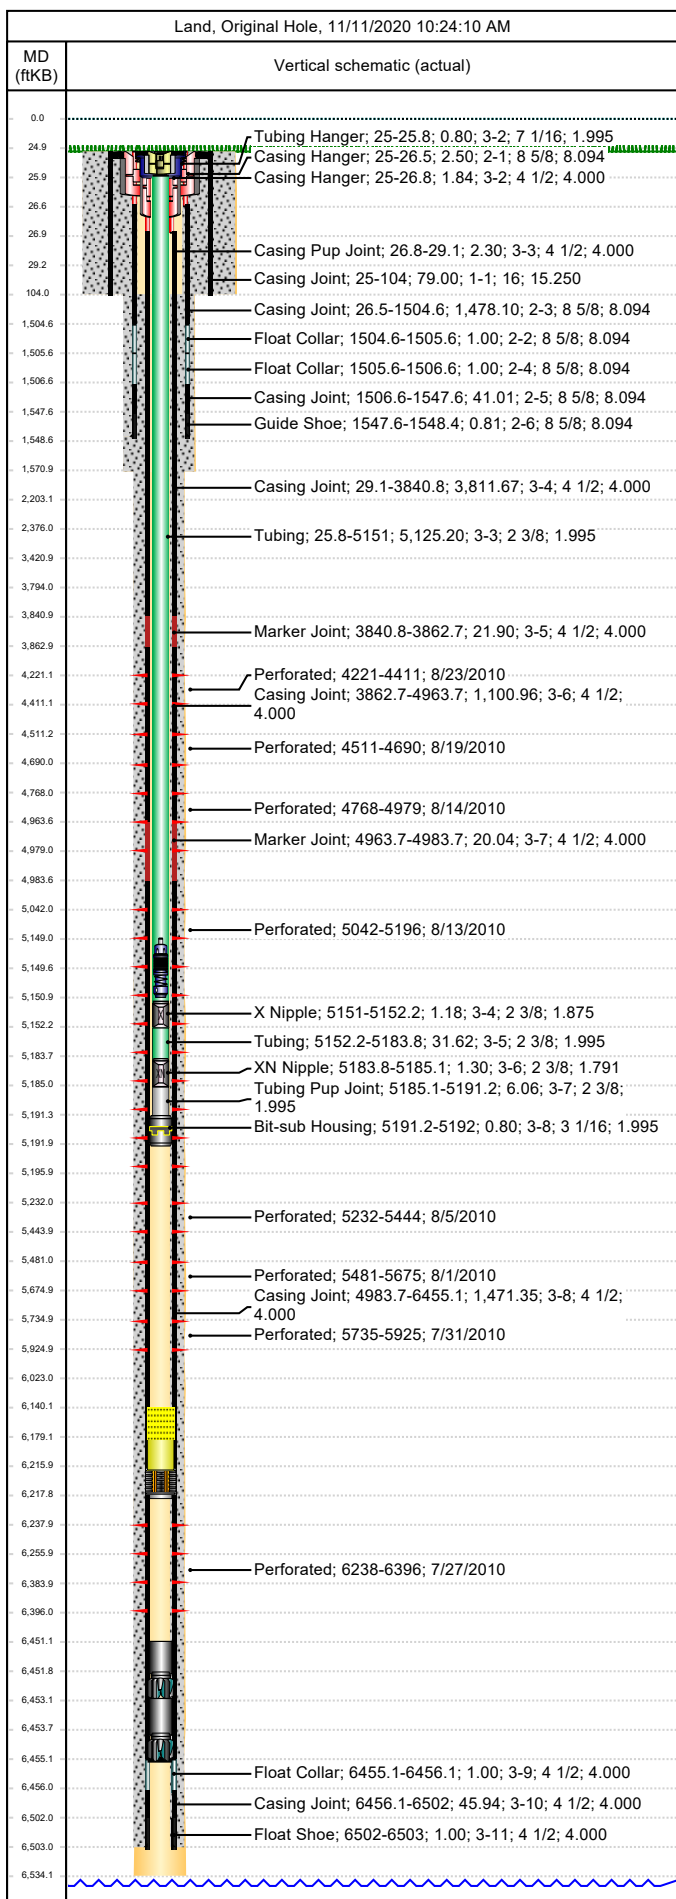 Land, Original Hole, 11/11/2020 10:24:10 AM
MD
(ftKB)
Vertical schematic (actual)
0.0
24.9
25.9
26.6
26.9
29.2
104.0
1,504.6
1,505.6
1,506.6
1,547.6
1,548.6
1,570.9
2,203.1
2,376.0
3,420.9
3,794.0
3,840.9
3,862.9
4,221.1
4,411.1
4,511.2
4,690.0
4,768.0
4,963.6
4,979.0
4,983.6
5,042.0
5,149.0
5,149.6
5,150.9
5,152.2
5,183.7
5,185.0
5,191.3
5,191.9
5,195.9
5,232.0
5,443.9
5,481.0
5,674.9
5,734.9
5,924.9
6,023.0
6,140.1
6,179.1
6,215.9
6,217.8
6,237.9
6,255.9
6,383.9
6,396.0
6,451.1
6,451.8
6,453.1
6,453.7
6,455.1
6,456.0
6,502.0
6,503.0
6,534.1
Tubing Hanger; 25-25.8; 0.80; 3-2; 7 1/16; 1.995
Casing Hanger; 25-26.5; 2.50; 2-1; 8 5/8; 8.094
Casing Hanger; 25-26.8; 1.84; 3-2; 4 1/2; 4.000
Casing Pup Joint; 26.8-29.1; 2.30; 3-3; 4 1/2; 4.000
Casing Joint; 25-104; 79.00; 1-1; 16; 15.250
Casing Joint; 26.5-1504.6; 1,478.10; 2-3; 8 5/8; 8.094
Float Collar; 1504.6-1505.6; 1.00; 2-2; 8 5/8; 8.094
Float Collar; 1505.6-1506.6; 1.00; 2-4; 8 5/8; 8.094
Casing Joint; 1506.6-1547.6; 41.01; 2-5; 8 5/8; 8.094
Guide Shoe; 1547.6-1548.4; 0.81; 2-6; 8 5/8; 8.094
Casing Joint; 29.1-3840.8; 3,811.67; 3-4; 4 1/2; 4.000
Tubing; 25.8-5151; 5,125.20; 3-3; 2 3/8; 1.995
Marker Joint; 3840.8-3862.7; 21.90; 3-5; 4 1/2; 4.000
Perforated; 4221-4411; 8/23/2010
Casing Joint; 3862.7-4963.7; 1,100.96; 3-6; 4 1/2;
4.000
Perforated; 4511-4690; 8/19/2010
Perforated; 4768-4979; 8/14/2010
Marker Joint; 4963.7-4983.7; 20.04; 3-7; 4 1/2; 4.000
Perforated; 5042-5196; 8/13/2010
X Nipple; 5151-5152.2; 1.18; 3-4; 2 3/8; 1.875
Tubing; 5152.2-5183.8; 31.62; 3-5; 2 3/8; 1.995
XN Nipple; 5183.8-5185.1; 1.30; 3-6; 2 3/8; 1.791
Tubing Pup Joint; 5185.1-5191.2; 6.06; 3-7; 2 3/8;
1.995
Bit-sub Housing; 5191.2-5192; 0.80; 3-8; 3 1/16; 1.995
Perforated; 5232-5444; 8/5/2010
Perforated; 5481-5675; 8/1/2010
Casing Joint; 4983.7-6455.1; 1,471.35; 3-8; 4 1/2;
4.000
Perforated; 5735-5925; 7/31/2010
Perforated; 6238-6396; 7/27/2010
Float Collar; 6455.1-6456.1; 1.00; 3-9; 4 1/2; 4.000
Casing Joint; 6456.1-6502; 45.94; 3-10; 4 1/2; 4.000
Float Shoe; 6502-6503; 1.00; 3-11; 4 1/2; 4.000